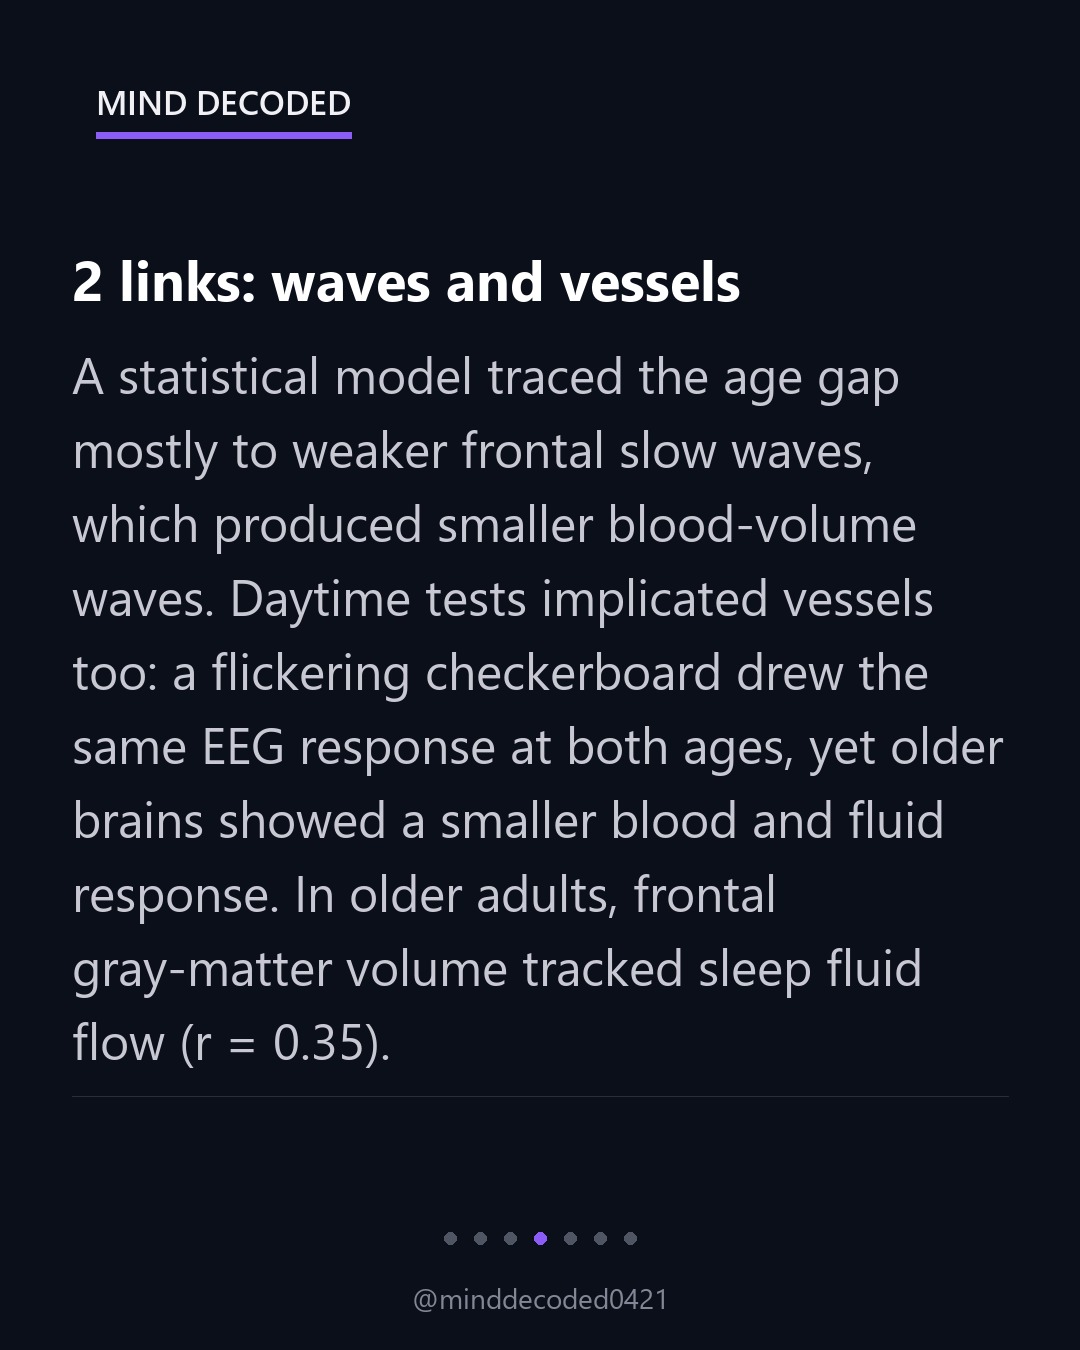 MIND DECODED
2 links: waves and vessels
A statistical model traced the age gap
mostly to weaker frontal slow waves,
which produced smaller blood-volume
waves. Daytime tests implicated vessels
too: a flickering checkerboard drew the
same EEG response at both ages, yet older
brains showed a smaller blood and fluid
response. In older adults, frontal
gray-matter volume tracked sleep fluid
flow (r = 0.35).
@minddecoded0421